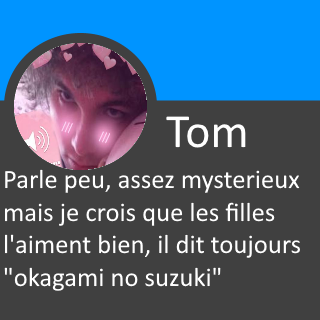 Tom
Parle peu, assez mysterieux
mais je crois que les filles
l'aiment bien, il dit toujours
"okagami no suzuki"